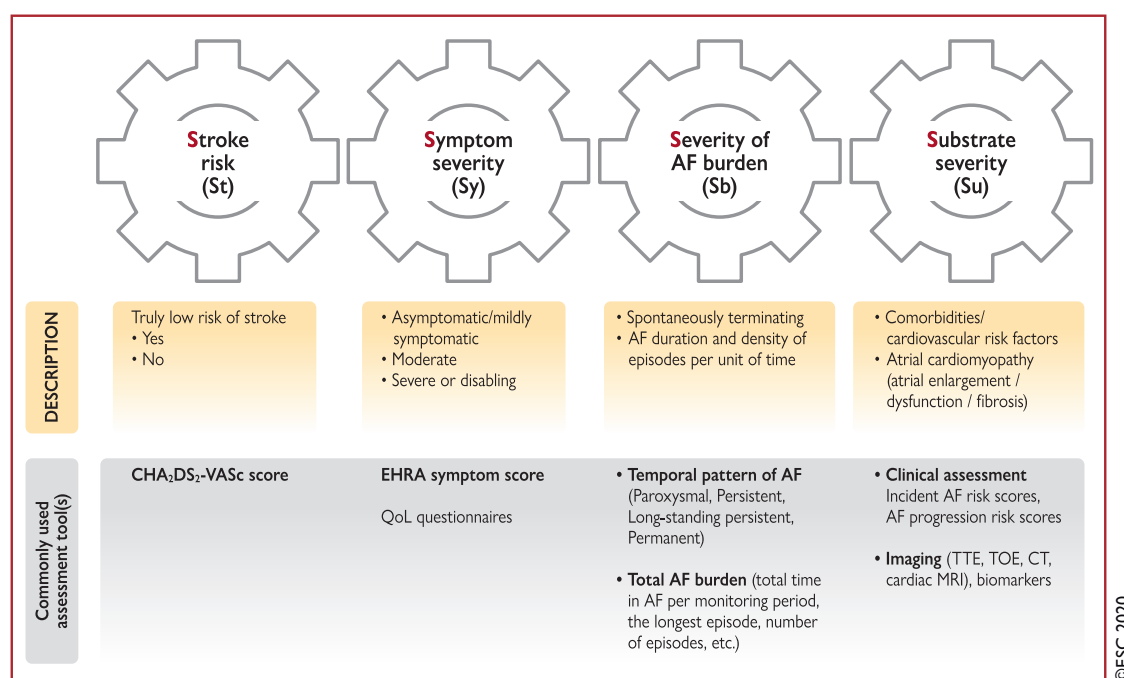 Stroke
risk
(St)
Symptom
severity
(Sy)
Severity of
AF burden
(Sb)
Substrate
severity
(Su)
DESCRIPTION
Truly low risk of stroke
• Yes
• No
• Asymptomatic/mildly
symptomatic
• Moderate
• Severe or disabling
• Spontaneously terminating
• AF duration and density of
episodes per unit of time
• Comorbidities/
cardiovascular risk factors
• Atrial cardiomyopathy
(atrial enlargement /
dysfunction / fibrosis)
Commonly used
assessment tool(s)
CHA₂DS₂-VASc score
EHRA symptom score
QoL questionnaires
• Temporal pattern of AF
(Paroxysmal, Persistent,
Long-standing persistent,
Permanent)
• Total AF burden (total time
in AF per monitoring period,
the longest episode, number
of episodes, etc.)
• Clinical assessment
Incident AF risk scores,
AF progression risk scores
• Imaging (TTE, TOE, CT,
cardiac MRI), biomarkers
©ESC 2020